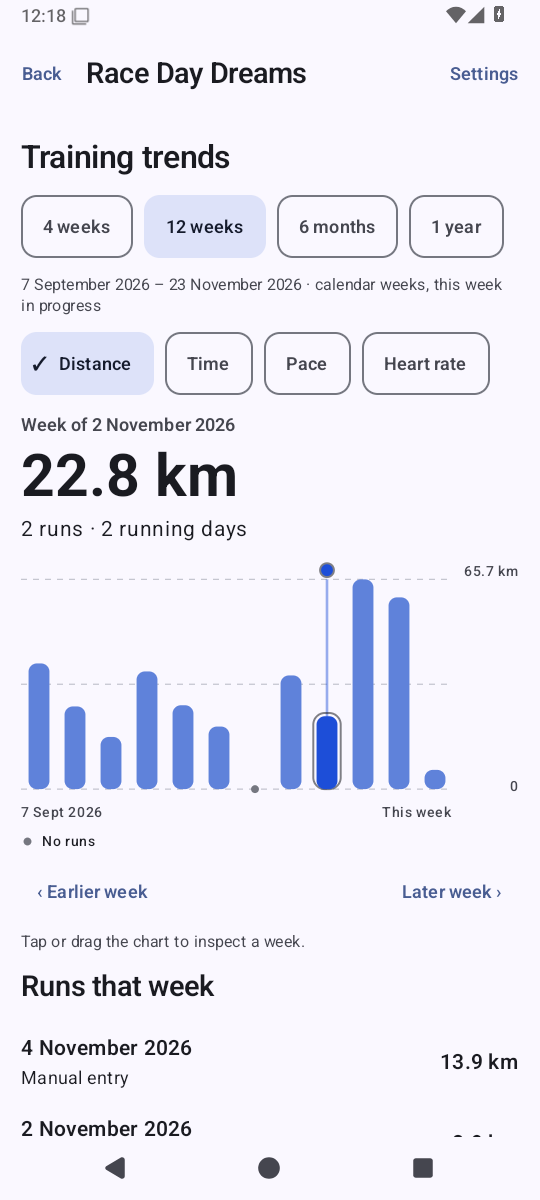 12:18
Back Race Day Dreams Settings
Training trends
4 weeks 12 weeks 6 months 1 year
7 September 2026 – 23 November 2026 · calendar weeks, this week
in progress
✓ Distance Time Pace Heart rate
Week of 2 November 2026
22.8 km
2 runs · 2 running days
65.7 km
0
7 Sept 2026 This week
No runs
‹ Earlier week Later week ›
Tap or drag the chart to inspect a week.
Runs that week
4 November 2026
13.9 km
Manual entry
2 November 2026